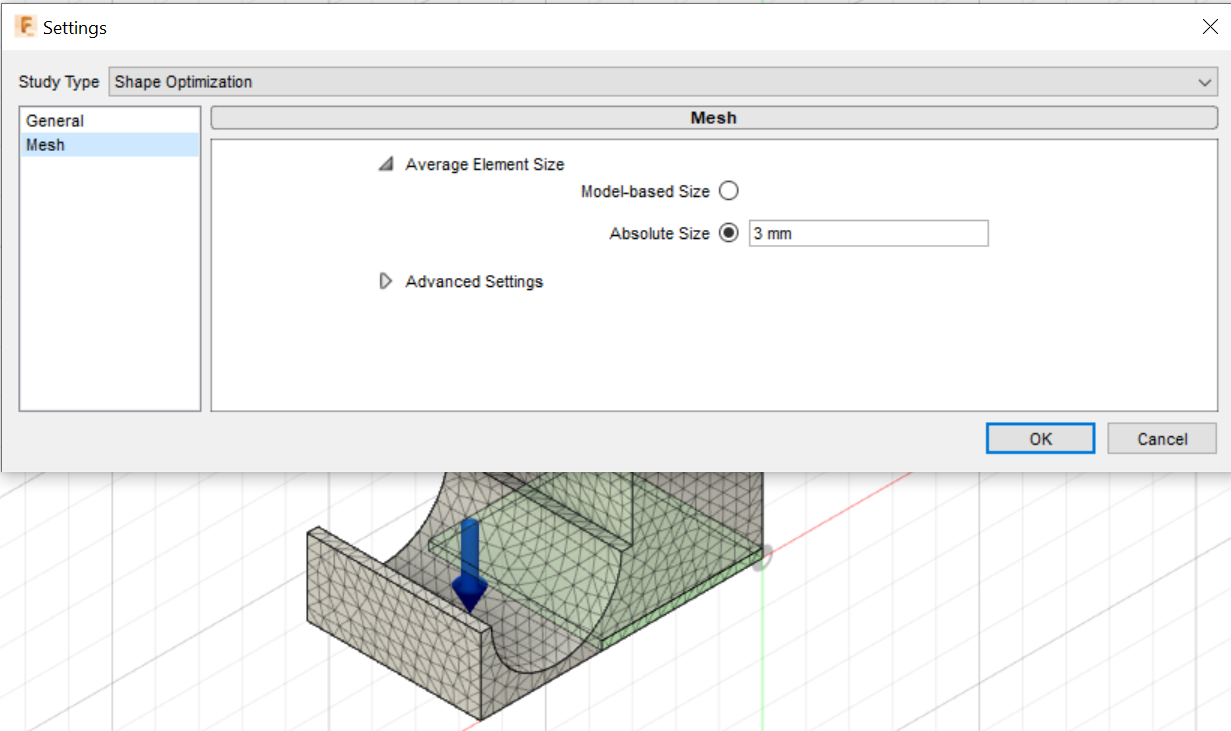 Settings
Study Type Shape Optimization
General
Mesh
Mesh
Average Element Size
Model-based Size
Absolute Size 3 mm
Advanced Settings
OK Cancel